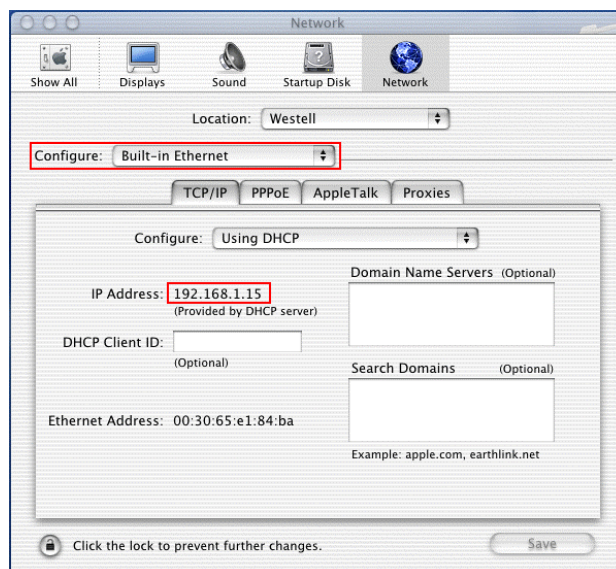 Network
Show All Displays Sound Startup Disk Network
Location: Westell
Configure: Built-in Ethernet
TCP/IP PPPoE AppleTalk Proxies
Configure: Using DHCP
Domain Name Servers (Optional)
IP Address: 192.168.1.15
(Provided by DHCP server)
DHCP Client ID:
(Optional)
Search Domains (Optional)
Ethernet Address: 00:30:65:e1:84:ba
Example: apple.com, earthlink.net
Click the lock to prevent further changes. Save